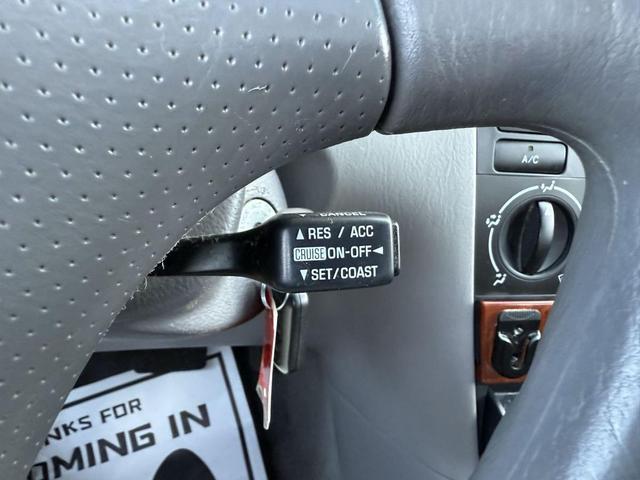 CANCEL
▲ RES / ACC
CRUISE ON-OFF ◄
▼ SET/COAST
A/C
NKS FOR
OMING IN